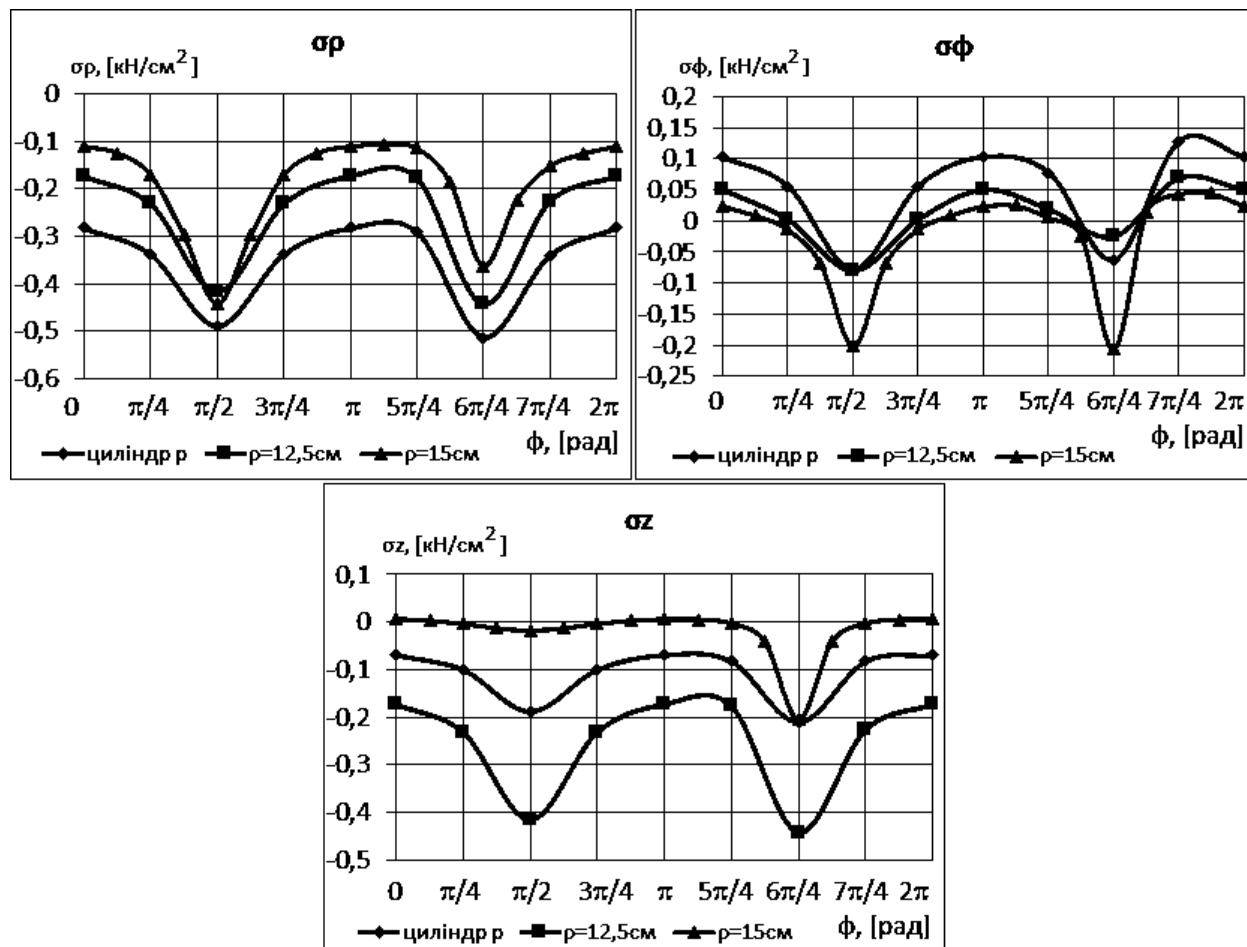 σρ
σρ, [кН/см²]
0
-0,1
-0,2
-0,3
-0,4
-0,5
-0,6
0 π/4 π/2 3π/4 π 5π/4 6π/4 7π/4 2π
ϕ, [рад]
циліндр p ρ=12,5см ρ=15см
σϕ
σϕ, [кН/см²]
0,2
0,15
0,1
0,05
0
-0,05
-0,1
-0,15
-0,2
-0,25
0 π/4 π/2 3π/4 π 5π/4 6π/4 7π/4 2π
ϕ, [рад]
циліндр p ρ=12,5см ρ=15см
σz
σz, [кН/см²]
0,1
0
-0,1
-0,2
-0,3
-0,4
-0,5
0 π/4 π/2 3π/4 π 5π/4 6π/4 7π/4 2π
ϕ, [рад]
циліндр p ρ=12,5см ρ=15см